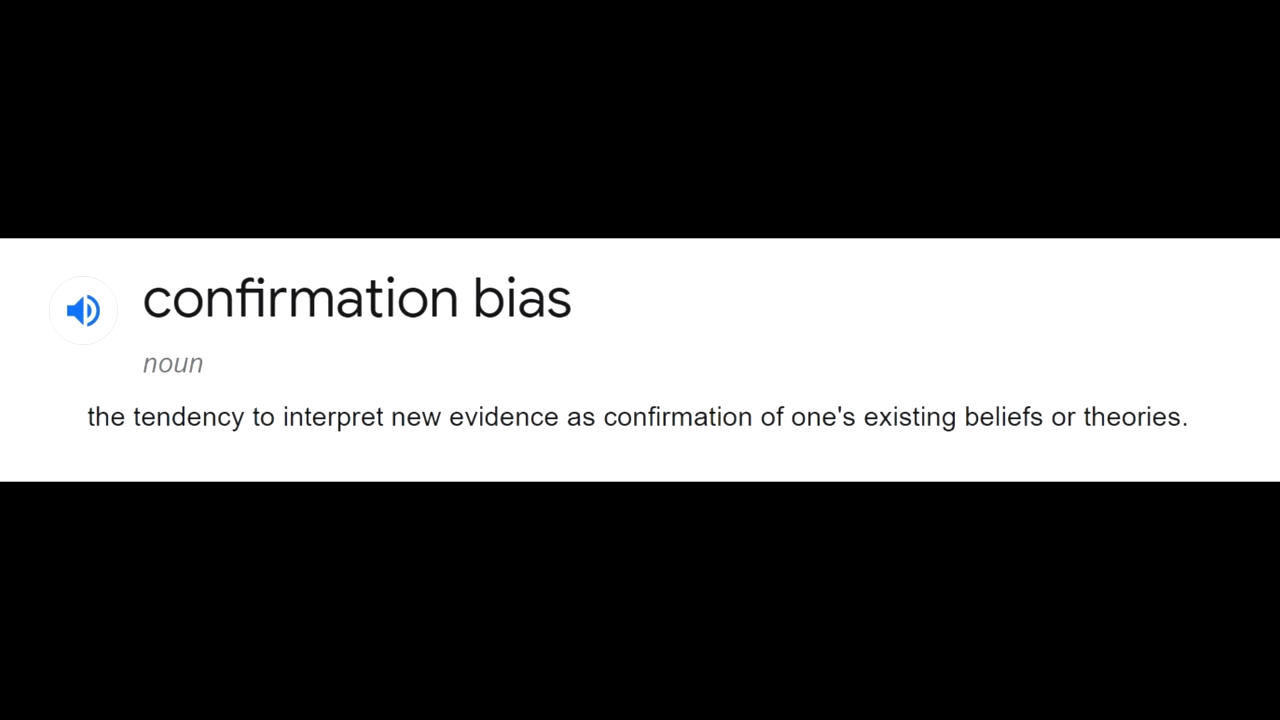 confirmation bias
noun
the tendency to interpret new evidence as confirmation of one's existing beliefs or theories.